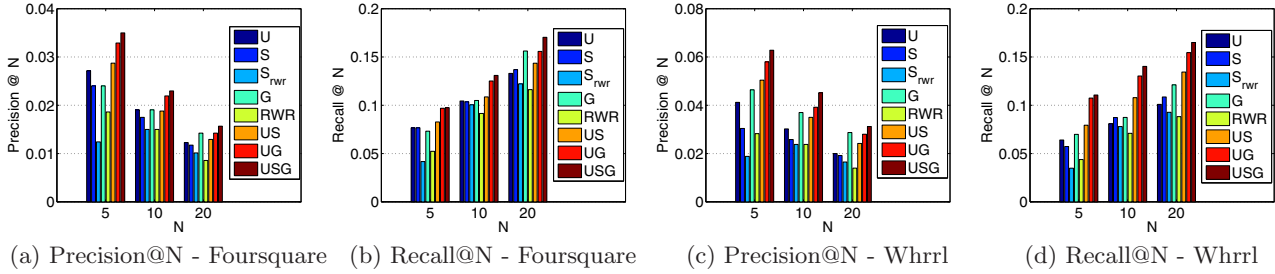 0.04
0.03
0.02
0.01
0
Precision @ N
5
10
20
N
U
S
S_rwr
G
RWR
US
UG
USG
(a) Precision@N - Foursquare
0.2
0.15
0.1
0.05
0
Recall @ N
5
10
20
N
U
S
S_rwr
G
RWR
US
UG
USG
(b) Recall@N - Foursquare
0.08
0.06
0.04
0.02
0
Precision @ N
5
10
20
N
U
S
S_rwr
G
RWR
US
UG
USG
(c) Precision@N - Whrrl
0.2
0.15
0.1
0.05
0
Recall @ N
5
10
20
N
U
S
S_rwr
G
RWR
US
UG
USG
(d) Recall@N - Whrrl